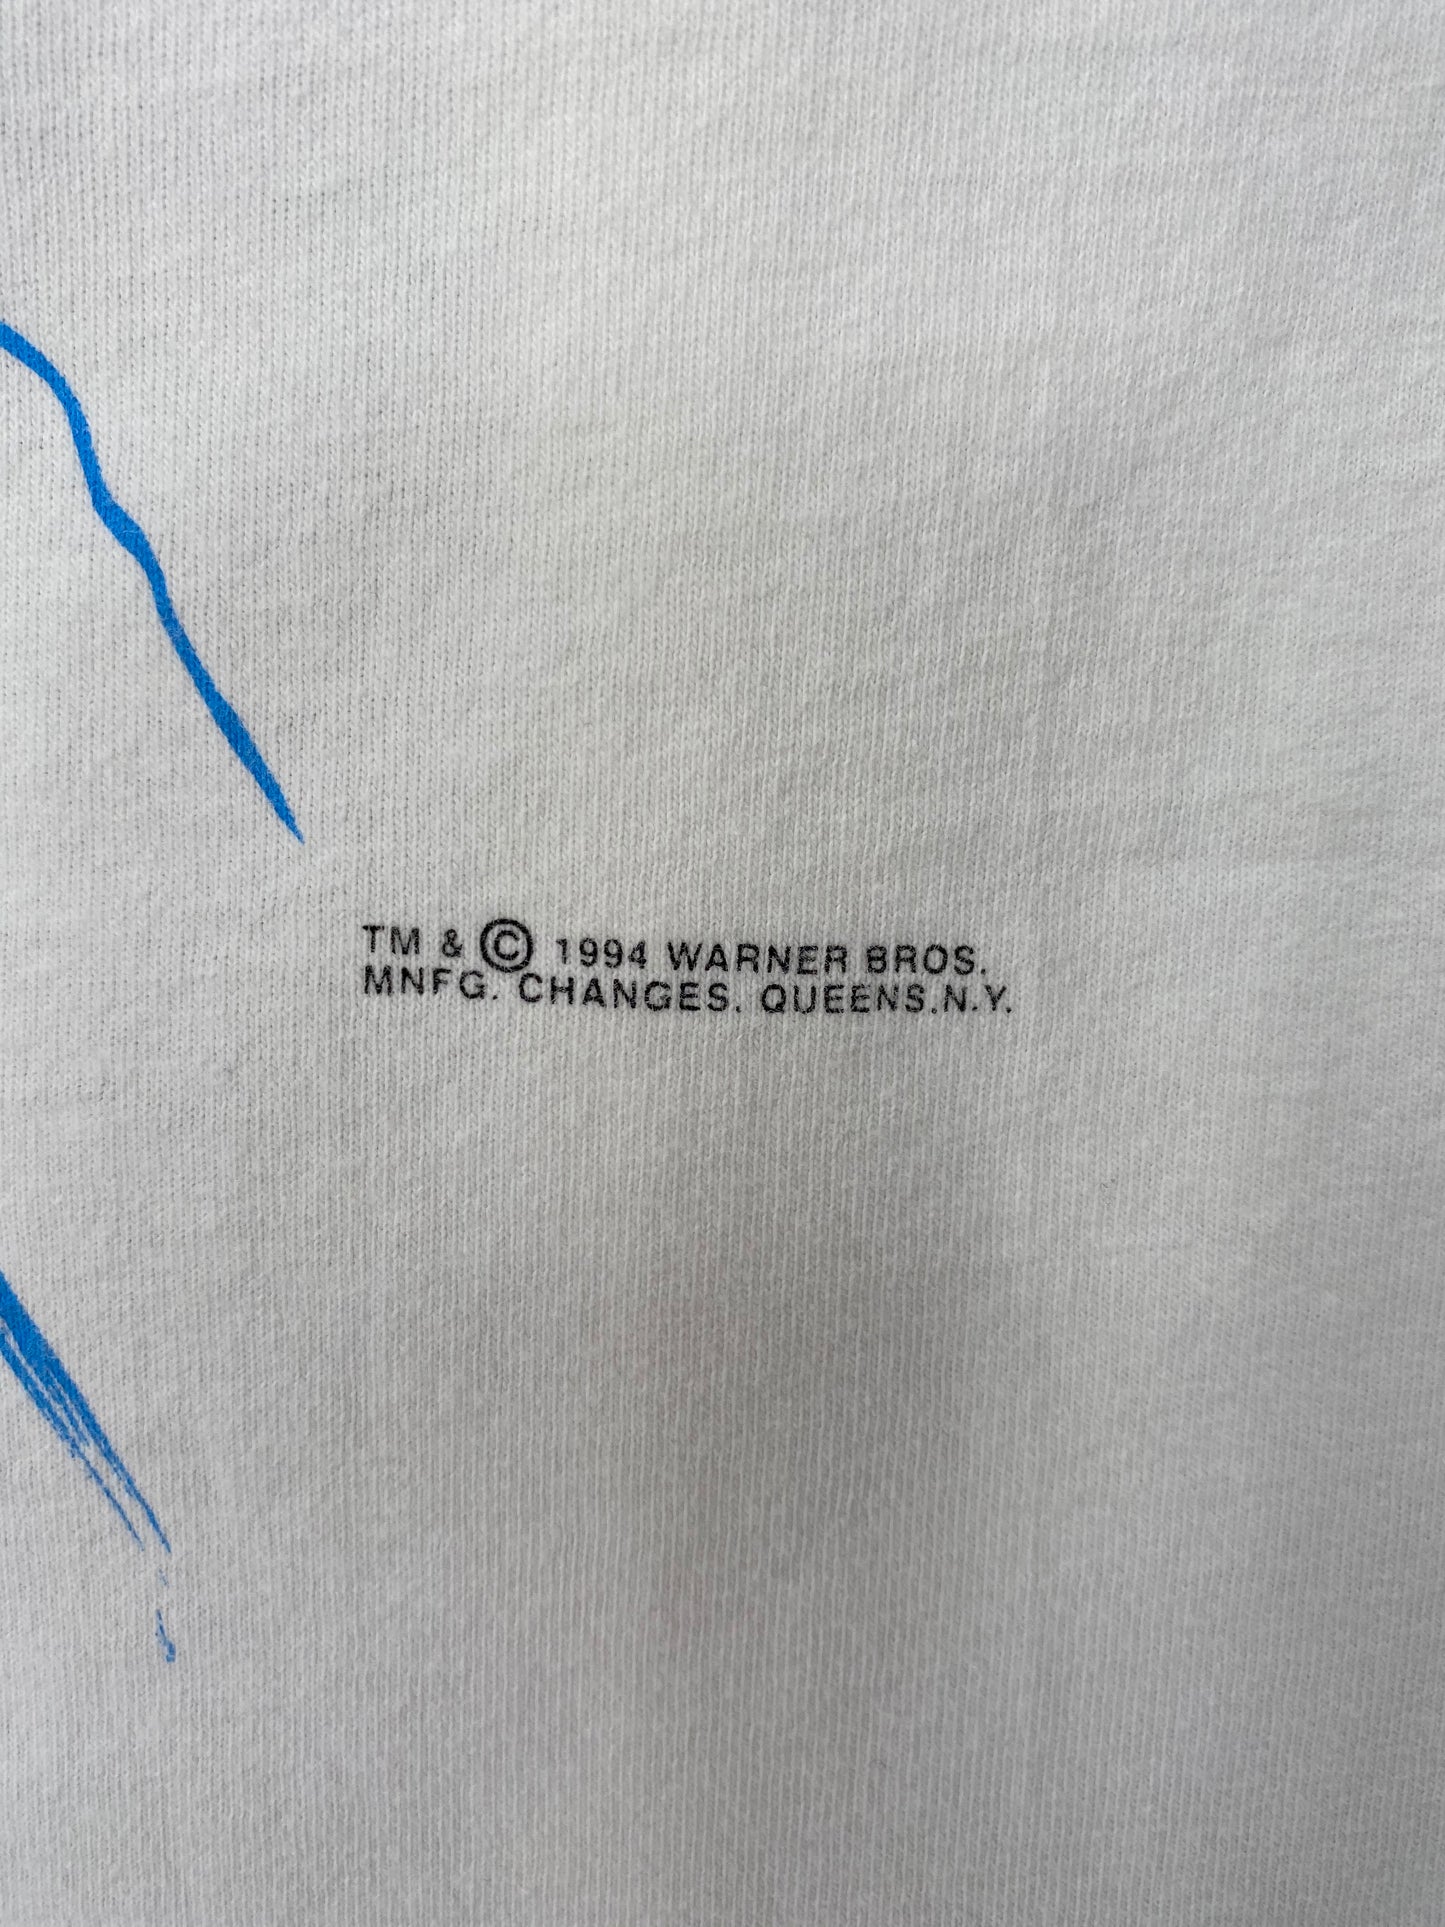 TM & © 1994 WARNER BROS.
MNFG. CHANGES. QUEENS.N.Y.